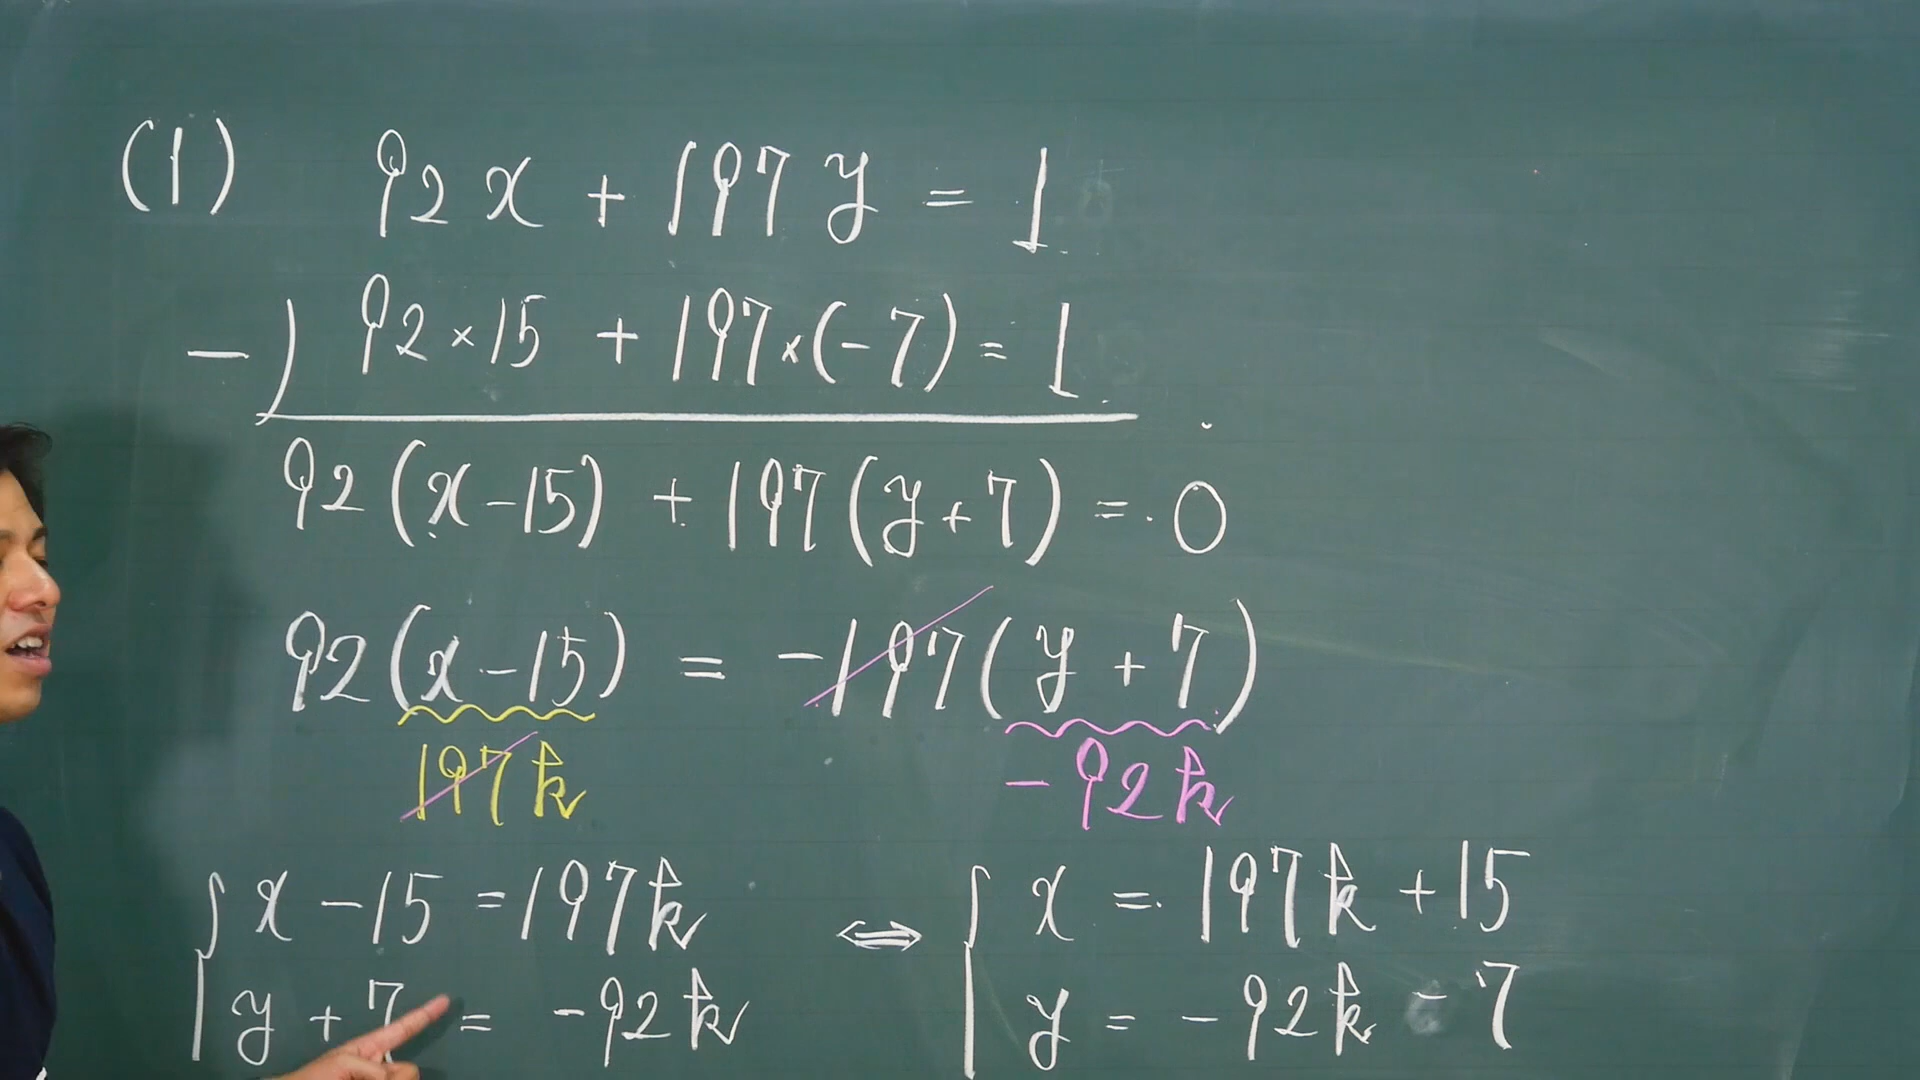 (1) 92x + 197y = 1
−) 92×15 + 197×(−7) = 1
92(x−15) + 197(y+7) = 0
92(x−15) = −197(y+7)
197k −92k
{ x−15 = 197k ⇔ { x = 197k+15
y+7 = −92k y = −92k−7